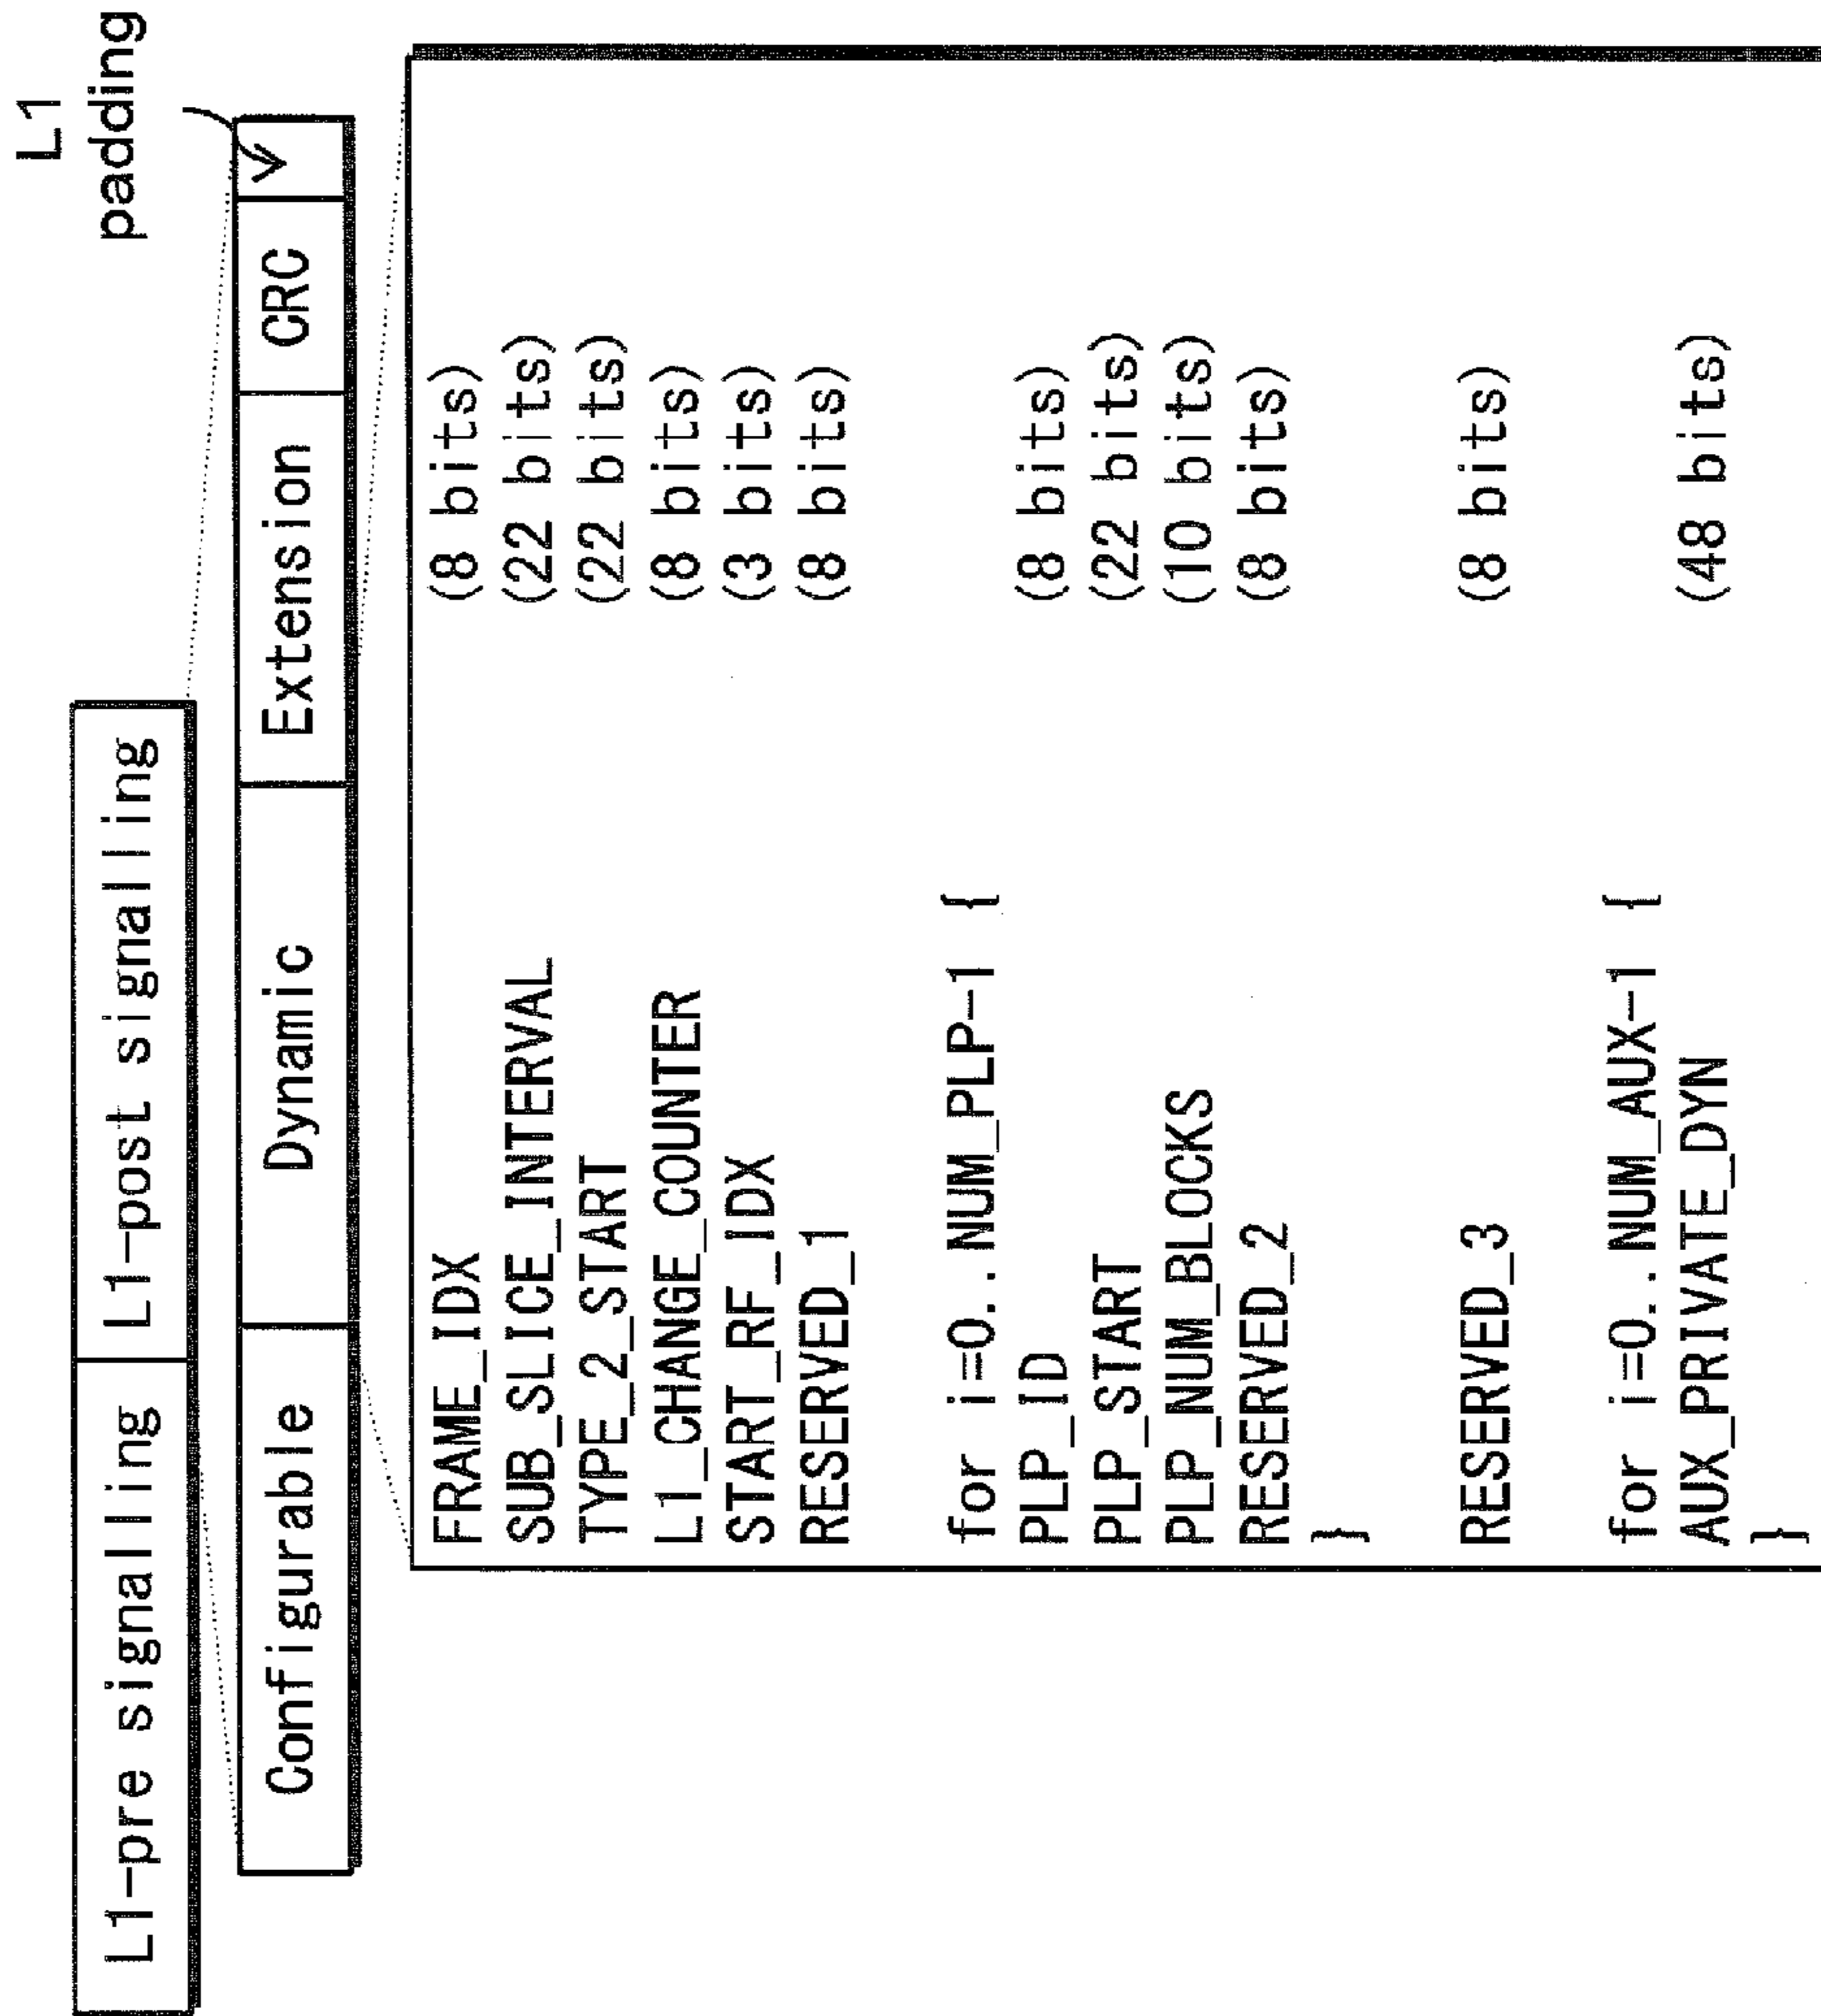 L1-pre signalling L1-post signalling
L1
padding
Configurable Dynamic Extension CRC
FRAME_IDX (8 bits)
SUB_SLICE_INTERVAL (22 bits)
TYPE_2_START (22 bits)
L1_CHANGE_COUNTER (8 bits)
START_RF_IDX (3 bits)
RESERVED_1 (8 bits)
for i=0..NUM_PLP-1 {
PLP_ID (8 bits)
PLP_START (22 bits)
PLP_NUM_BLOCKS (10 bits)
RESERVED_2 (8 bits)
}
RESERVED_3 (8 bits)
for i=0..NUM_AUX-1 {
AUX_PRIVATE_DYN (48 bits)
}